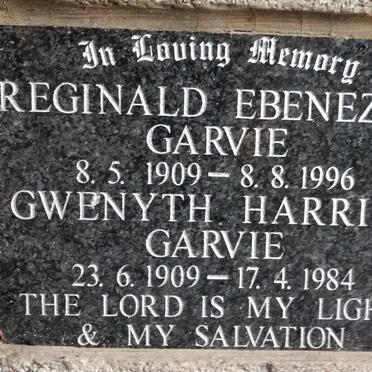 In Loving Memory
REGINALD EBENEZ
GARVIE
8. 5. 1909 – 8. 8. 1996
GWENYTH HARRI
GARVIE
23. 6. 1909 – 17. 4. 1984
THE LORD IS MY LIGH
& MY SALVATION